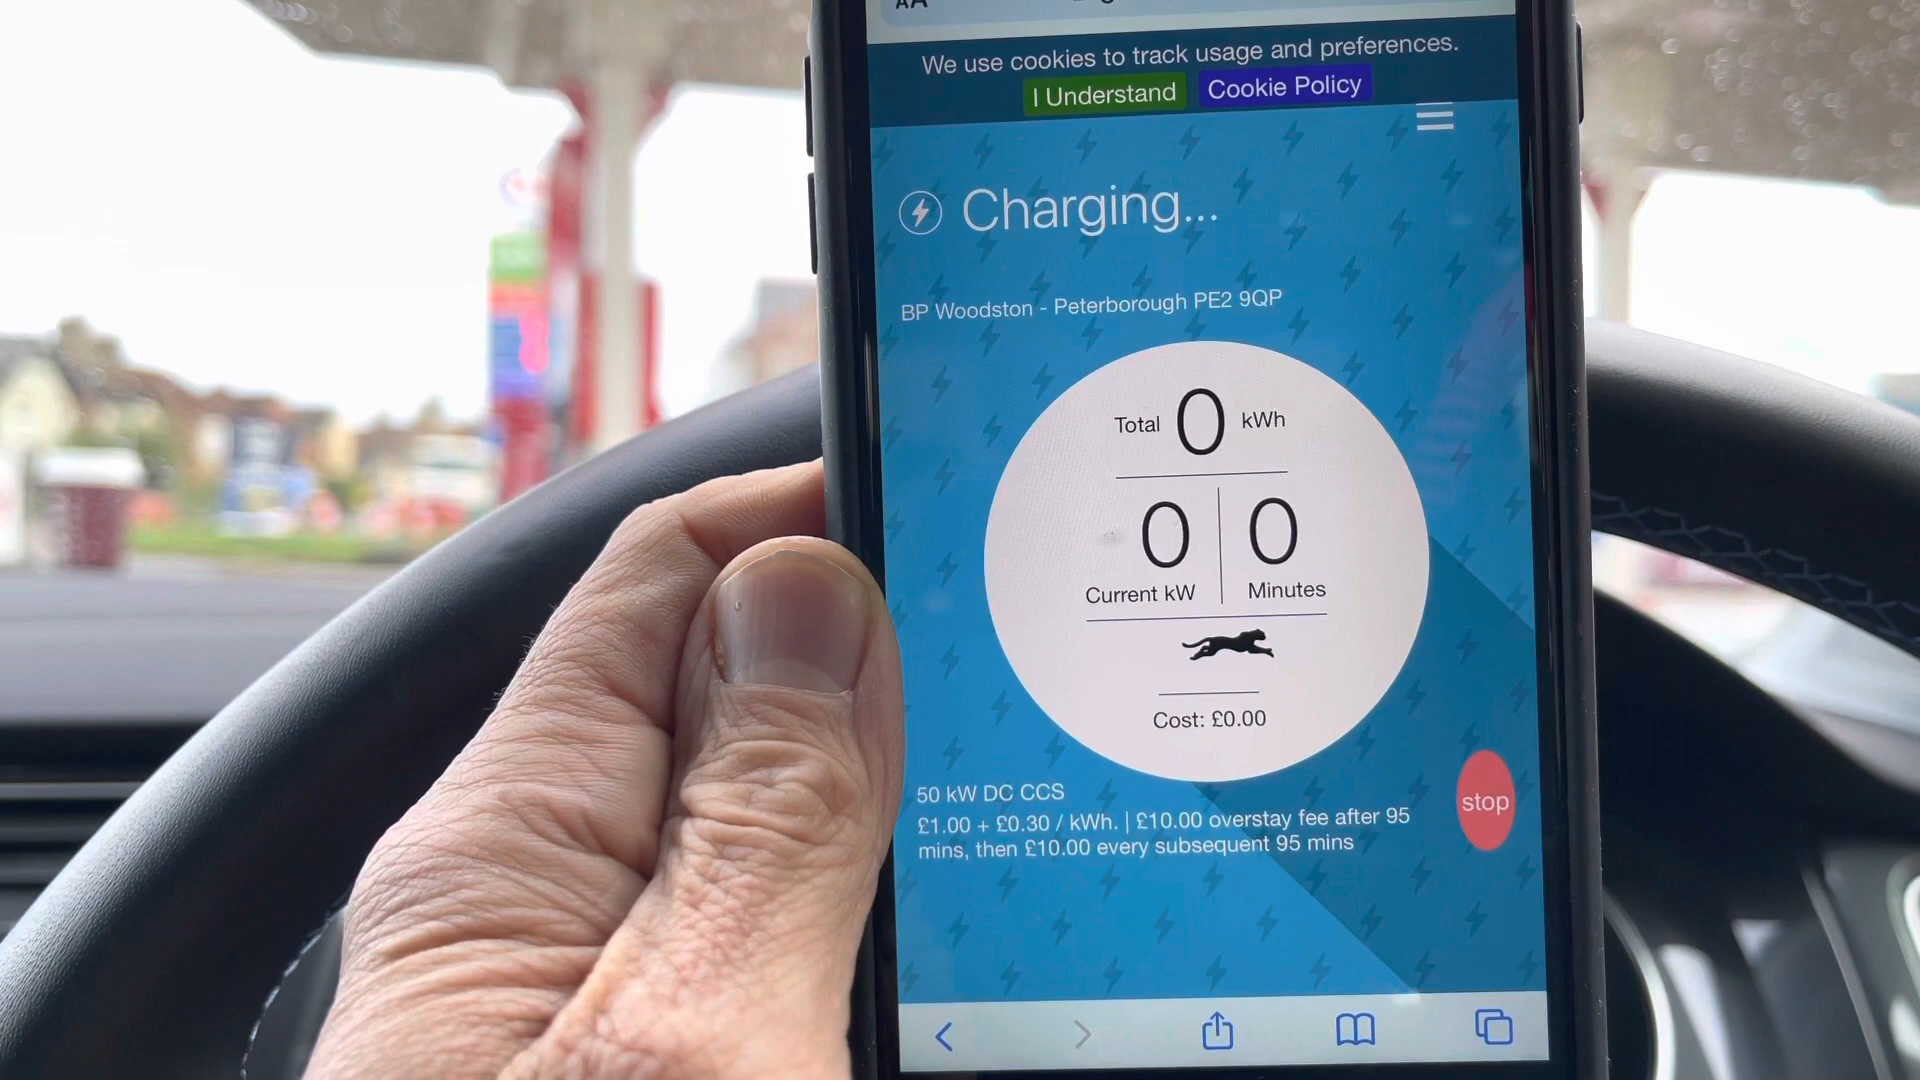 AA
We use cookies to track usage and preferences.
I Understand Cookie Policy
Charging...
BP Woodston - Peterborough PE2 9QP
Total 0 kWh
0 0
Current kW Minutes
Cost: £0.00
50 kW DC CCS
£1.00 + £0.30 / kWh. | £10.00 overstay fee after 95
mins, then £10.00 every subsequent 95 mins
stop